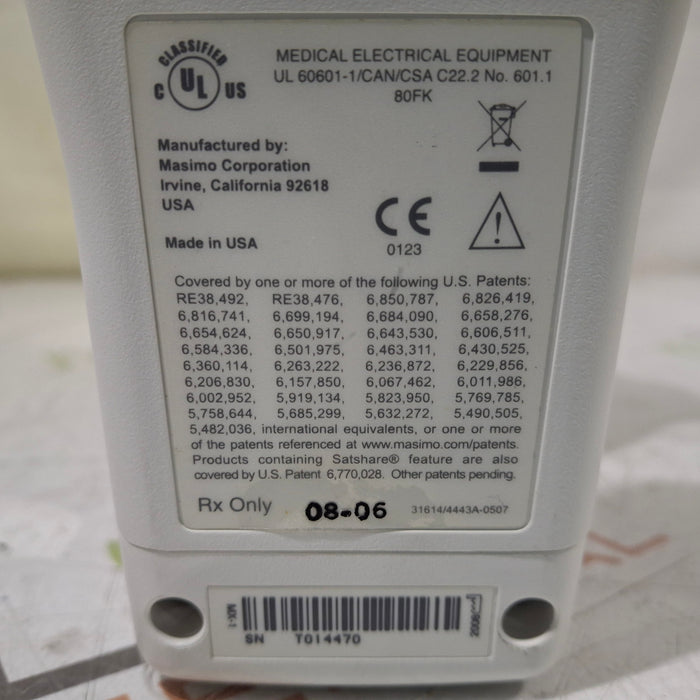 CLASSIFIED
C UL US
MEDICAL ELECTRICAL EQUIPMENT
UL 60601-1/CAN/CSA C22.2 No. 601.1
80FK
Manufactured by:
Masimo Corporation
Irvine, California 92618
USA
CE
0123
Made in USA
Covered by one or more of the following U.S. Patents:
RE38,492, RE38,476, 6,850,787, 6,826,419,
6,816,741, 6,699,194, 6,684,090, 6,658,276,
6,654,624, 6,650,917, 6,643,530, 6,606,511,
6,584,336, 6,501,975, 6,463,311, 6,430,525,
6,360,114, 6,263,222, 6,236,872, 6,229,856,
6,206,830, 6,157,850, 6,067,462, 6,011,986,
6,002,952, 5,919,134, 5,823,950, 5,769,785,
5,758,644, 5,685,299, 5,632,272, 5,490,505,
5,482,036, international equivalents, or one or more
of the patents referenced at www.masimo.com/patents.
Products containing Satshare® feature are also
covered by U.S. Patent 6,770,028. Other patents pending.
Rx Only 08-06 31614/4443A-0507
MX-1
SN T014470